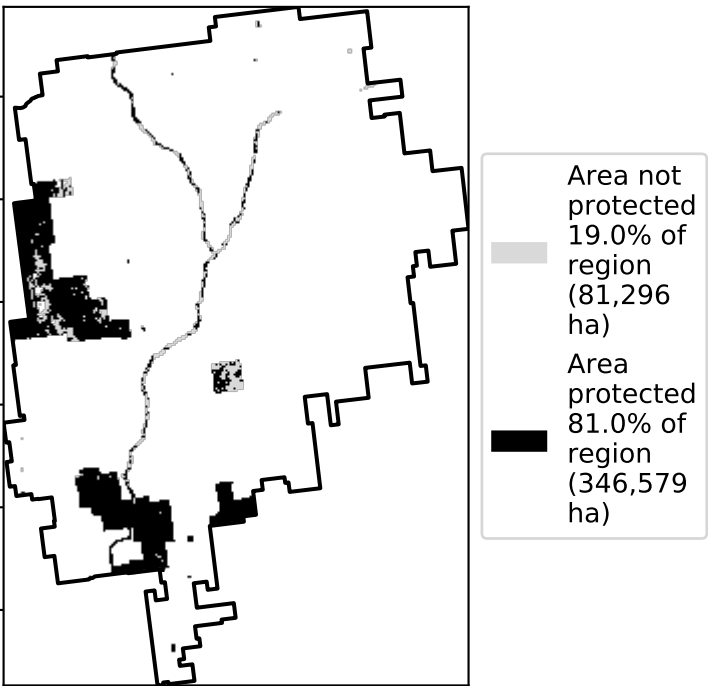 Area not
protected
19.0% of
region
(81,296
ha)
Area
protected
81.0% of
region
(346,579
ha)